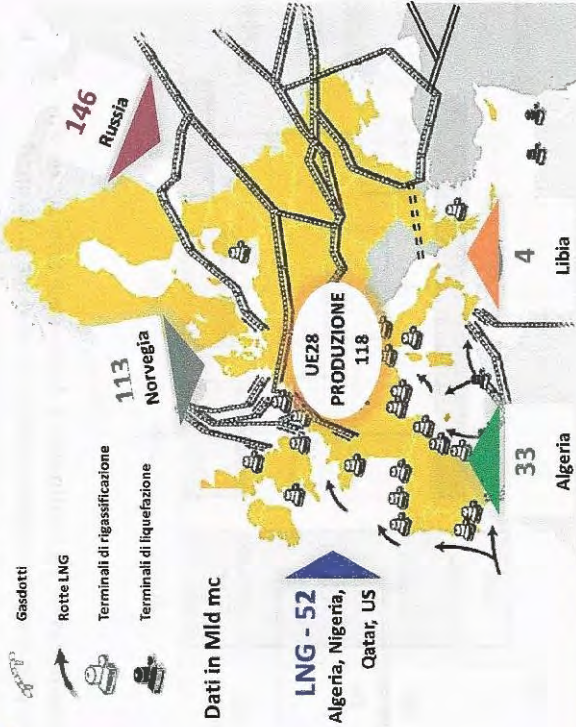 Gasdotti
Rotte LNG
Terminali di rigassificazione
Terminali di liquefazione
Dati in Mld mc
113
Norvegia
146
Russia
UE28
PRODUZIONE
118
LNG - 52
Algeria, Nigeria,
Qatar, US
33
Algeria
4
Libia